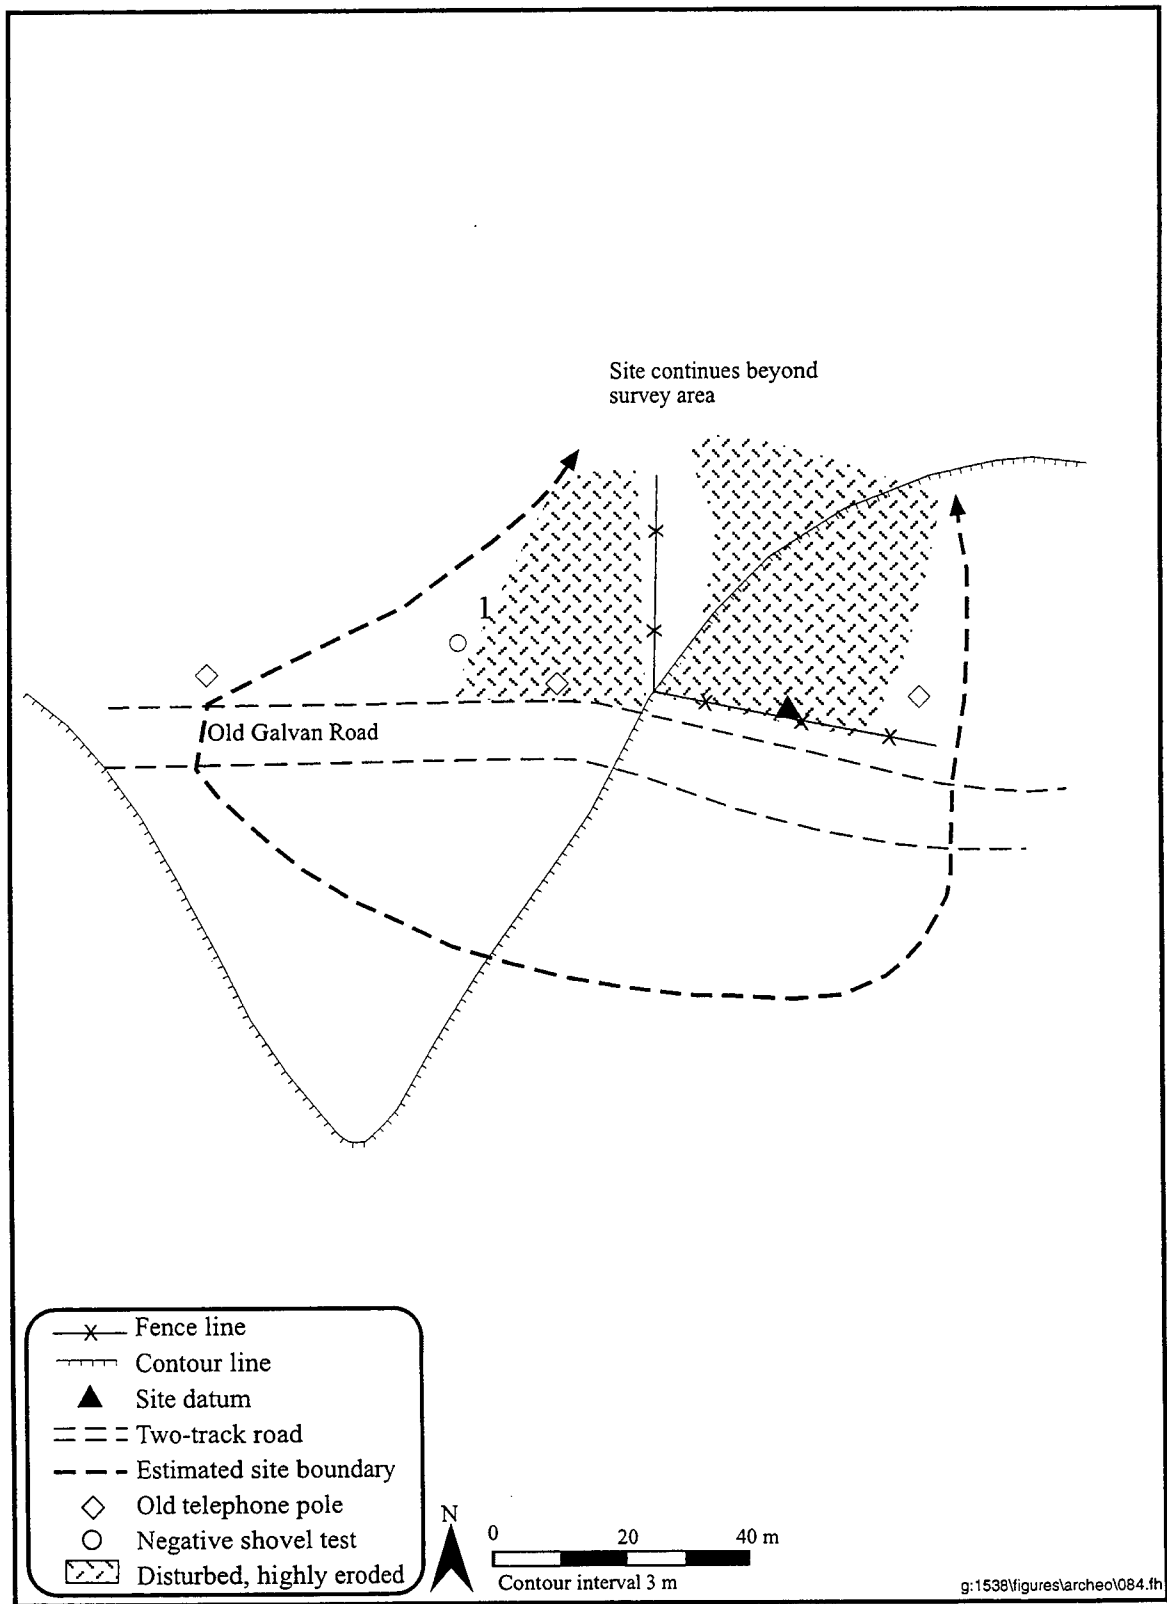 Site continues beyond
survey area
1
Old Galvan Road
Fence line
Contour line
Site datum
Two-track road
Estimated site boundary
Old telephone pole
Negative shovel test
Disturbed, highly eroded
N
0 20 40 m
Contour interval 3 m
g:1538\figures\archeo\084.fh